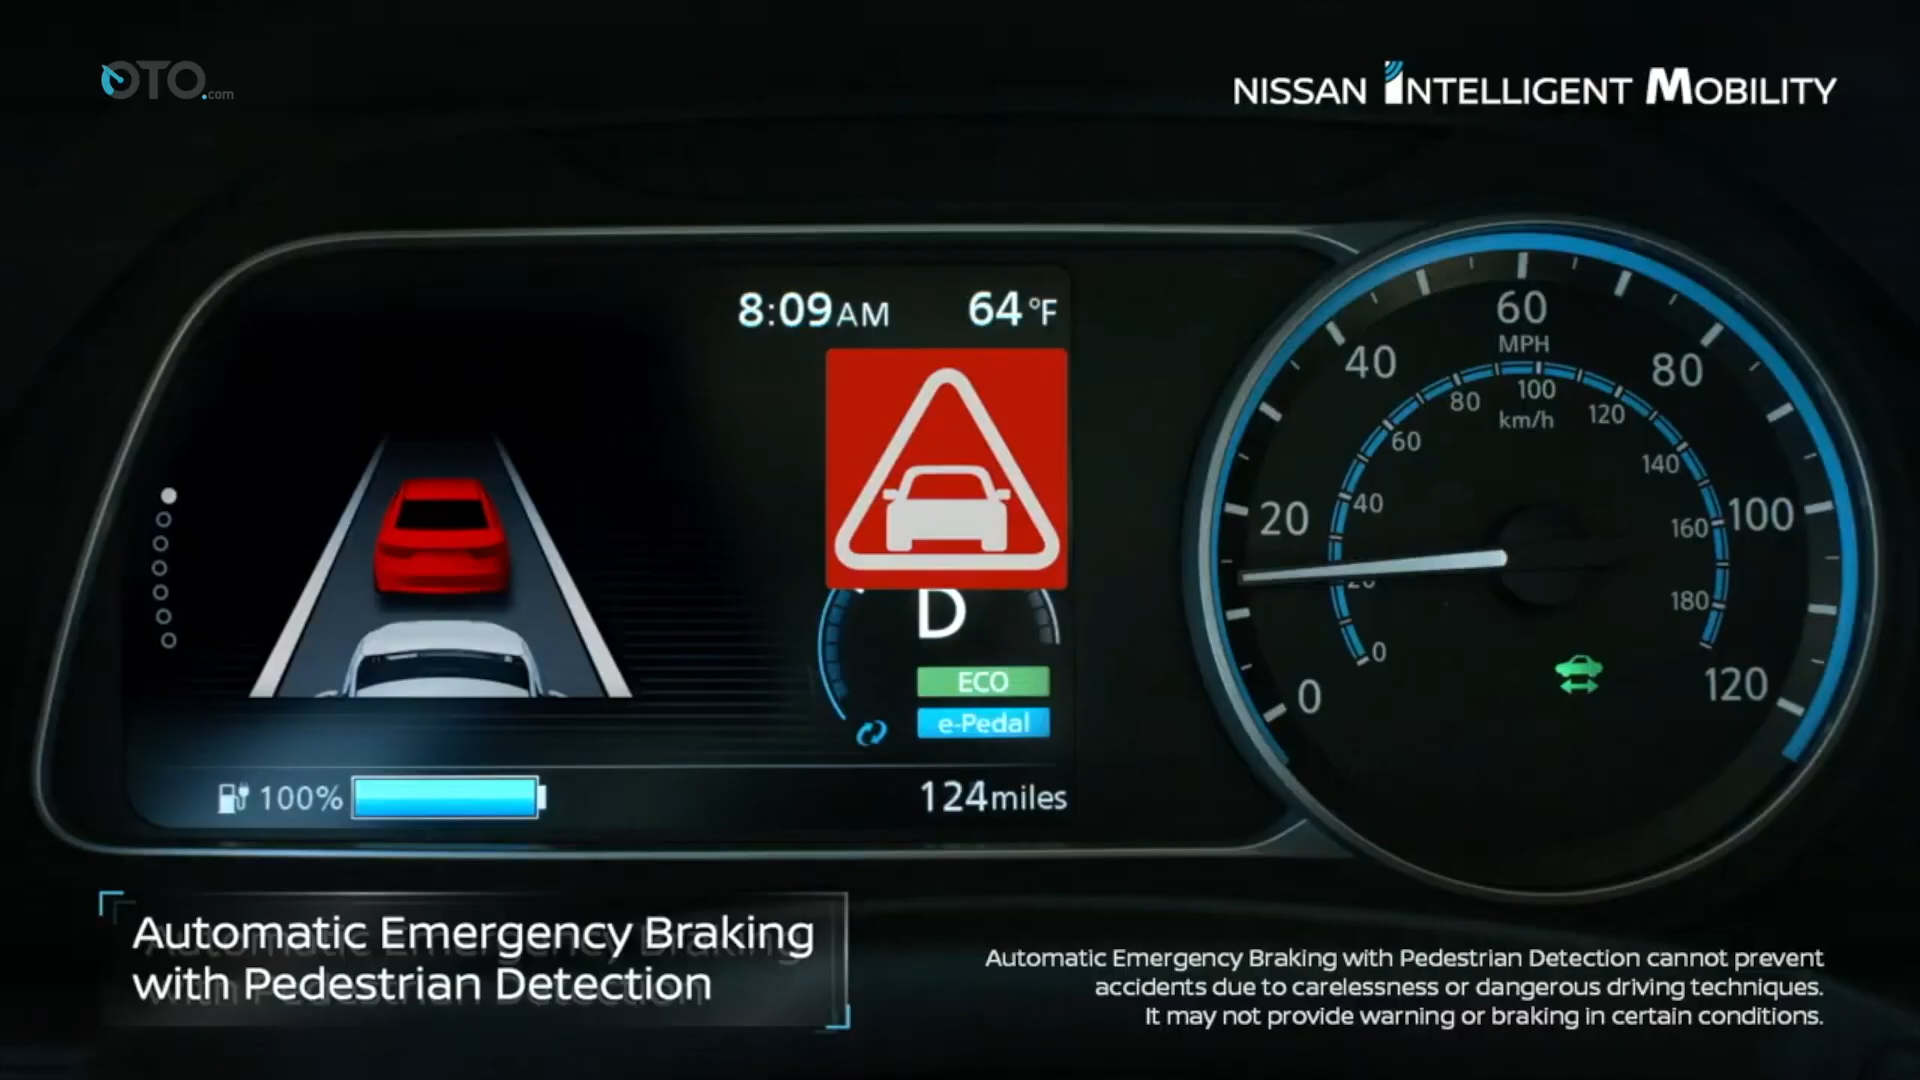 OTO.com
NISSAN INTELLIGENT MOBILITY
8:09AM 64°F
D
ECO
e-Pedal
100%
124miles
0
20
40
60
MPH
80
100
120
0
40
60
80
100
km/h
120
140
160
180
Automatic Emergency Braking
with Pedestrian Detection
Automatic Emergency Braking with Pedestrian Detection cannot prevent
accidents due to carelessness or dangerous driving techniques.
It may not provide warning or braking in certain conditions.